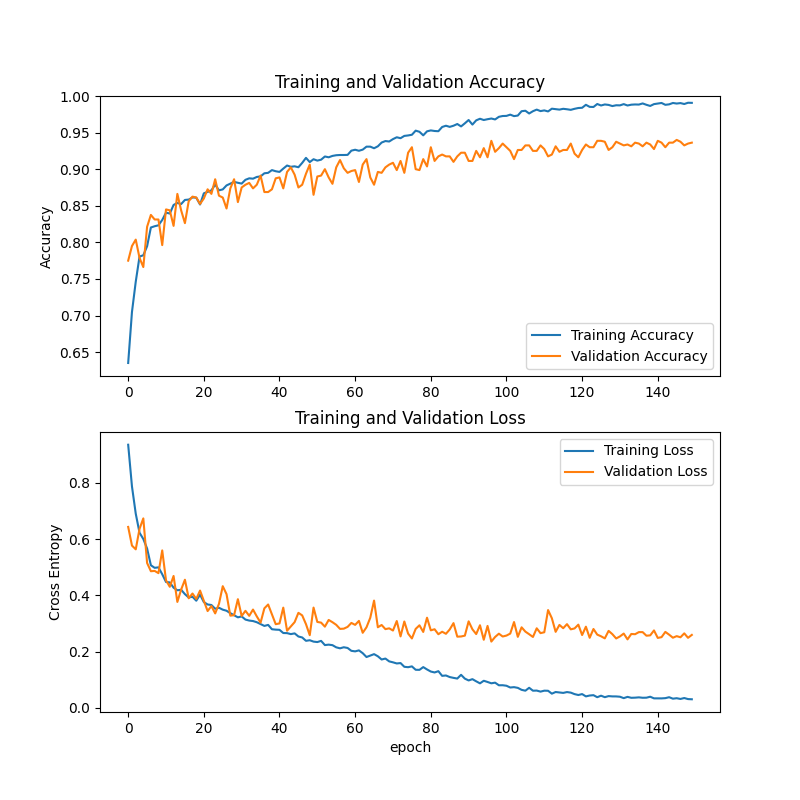 Training and Validation Accuracy
1.00
0.95
0.90
0.85
0.80
0.75
0.70
0.65
Accuracy
Training Accuracy
Validation Accuracy
0 20 40 60 80 100 120 140
Training and Validation Loss
0.8
0.6
0.4
0.2
0.0
Cross Entropy
Training Loss
Validation Loss
0 20 40 60 80 100 120 140
epoch